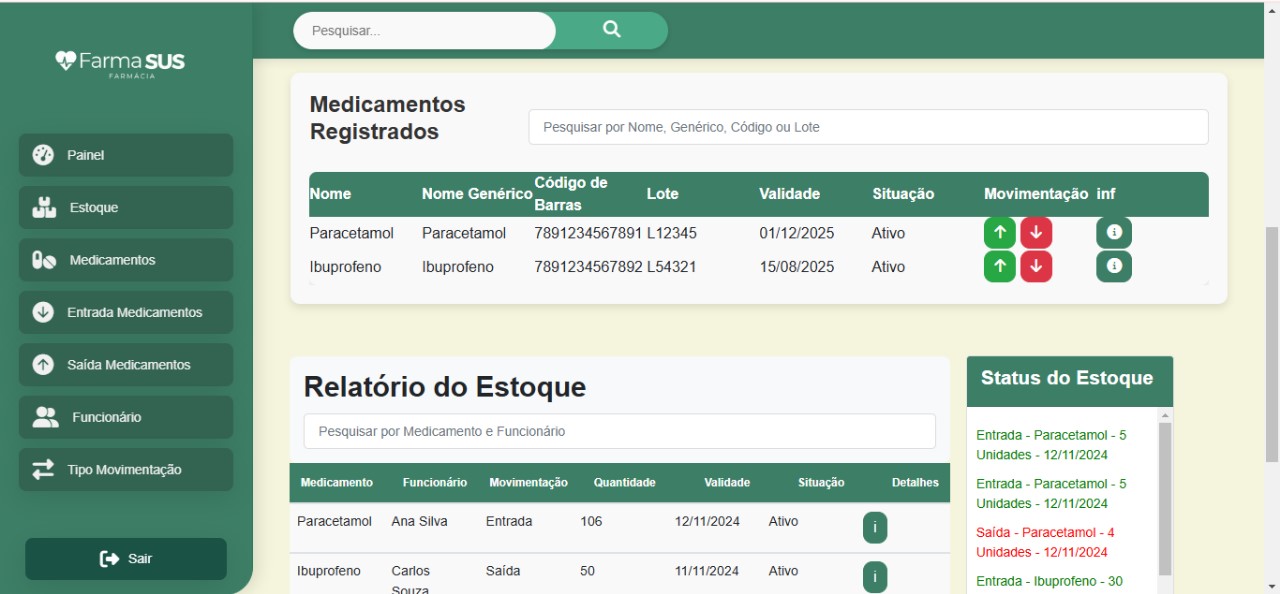 Pesquisar...
Farma SUS
FARMÁCIA
Painel
Estoque
Medicamentos
Entrada Medicamentos
Saída Medicamentos
Funcionário
Tipo Movimentação
Sair
Medicamentos
Registrados
Pesquisar por Nome, Genérico, Código ou Lote
Nome Nome Genérico Código de Barras Lote Validade Situação Movimentação inf
Paracetamol Paracetamol 7891234567891 L12345 01/12/2025 Ativo
Ibuprofeno Ibuprofeno 7891234567892 L54321 15/08/2025 Ativo
Relatório do Estoque
Pesquisar por Medicamento e Funcionário
Medicamento Funcionário Movimentação Quantidade Validade Situação Detalhes
Paracetamol Ana Silva Entrada 106 12/11/2024 Ativo i
Ibuprofeno Carlos Souza Saída 50 11/11/2024 Ativo i
Status do Estoque
Entrada - Paracetamol - 5
Unidades - 12/11/2024
Entrada - Paracetamol - 5
Unidades - 12/11/2024
Saída - Paracetamol - 4
Unidades - 12/11/2024
Entrada - Ibuprofeno - 30